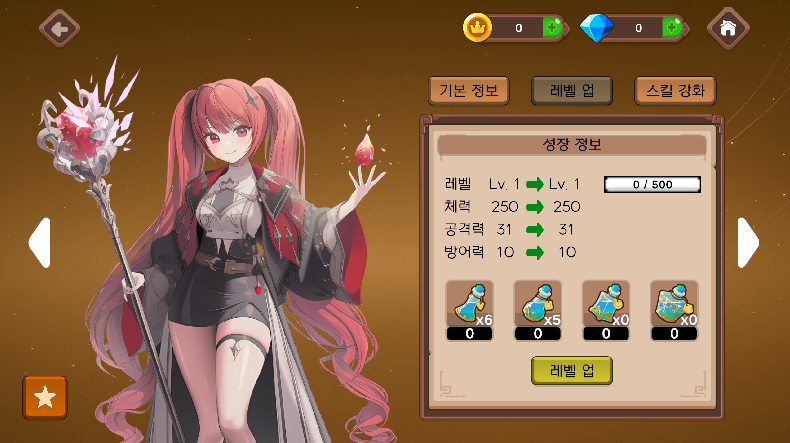 0 0
기본 정보 레벨 업 스킬 강화
성장 정보
레벨 Lv. 1 Lv. 1 0 / 500
체력 250 250
공격력 31 31
방어력 10 10
x6 x5 x0 x0
0 0 0 0
레벨 업